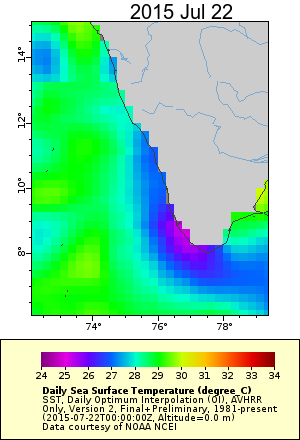 2015 Jul 22
14°
12°
10°
8°
74°
76°
78°
24 25 26 27 28 29 30 31 32 33 34
Daily Sea Surface Temperature (degree_C)
SST, Daily Optimum Interpolation (OI), AVHRR
Only, Version 2, Final+Preliminary, 1981-present
(2015-07-22T00:00:00Z, Altitude=0.0 m)
Data courtesy of NOAA NCEI